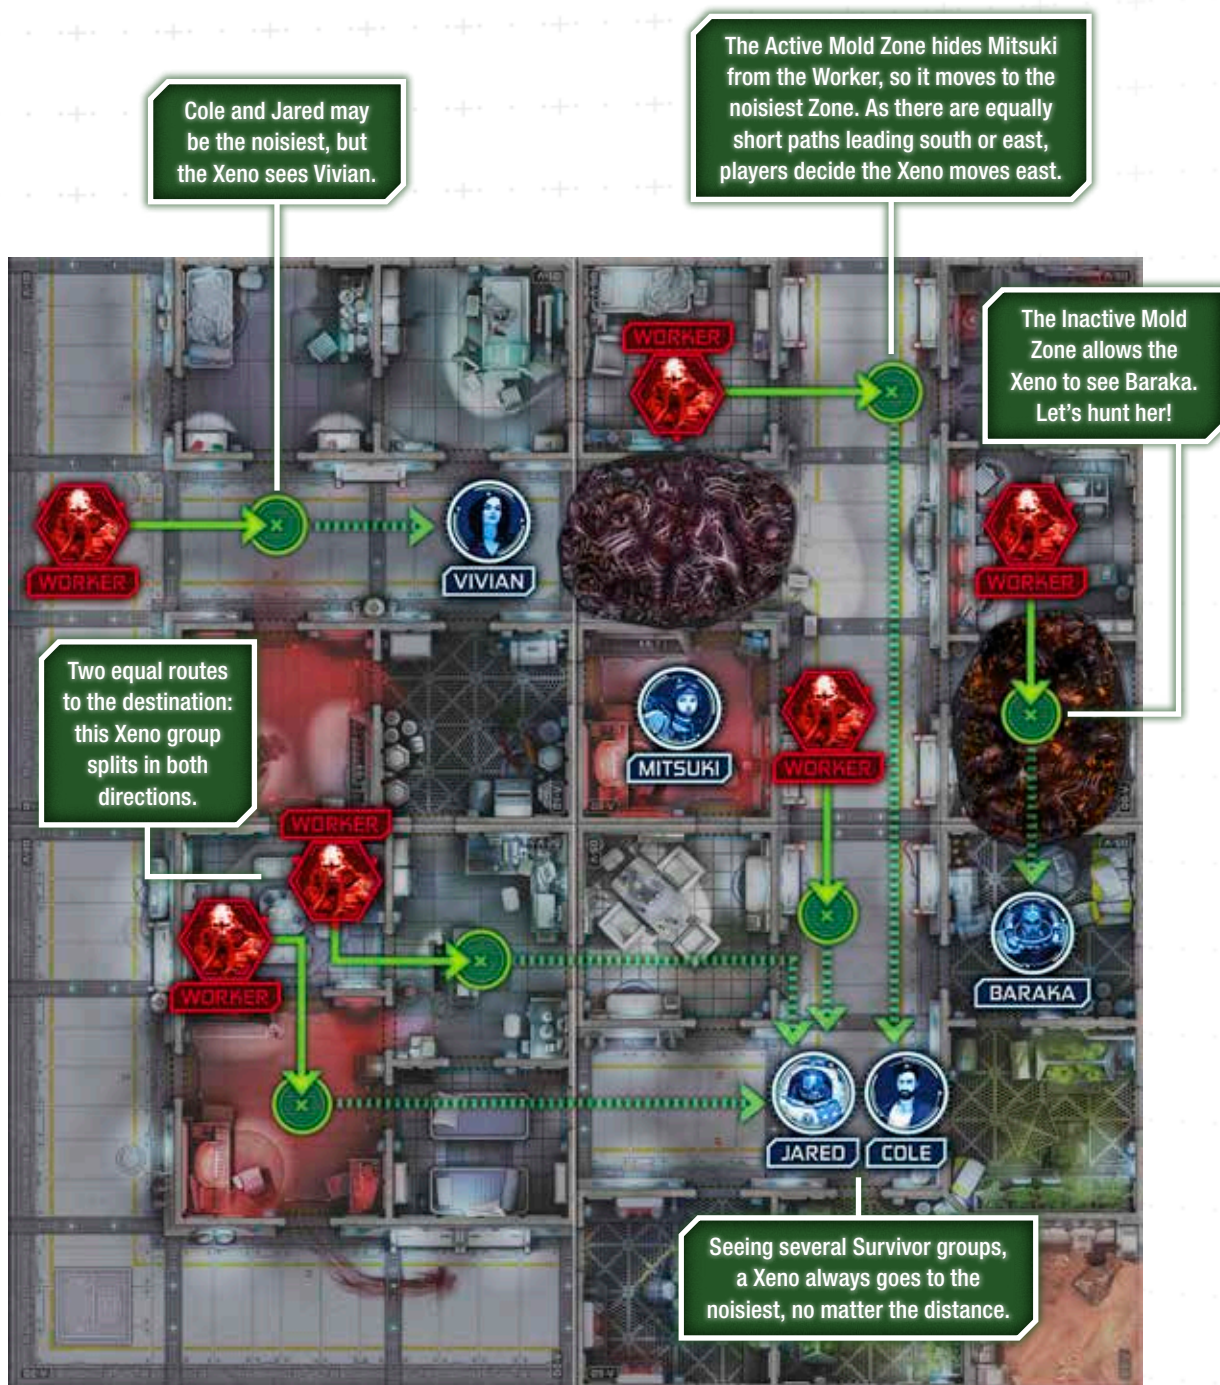 The Active Mold Zone hides Mitsuki
from the Worker, so it moves to the
noisiest Zone. As there are equally
short paths leading south or east,
players decide the Xeno moves east.
Cole and Jared may
be the noisiest, but
the Xeno sees Vivian.
The Inactive Mold
Zone allows the
Xeno to see Baraka.
Let's hunt her!
WORKER
WORKER
VIVIAN
WORKER
Two equal routes
to the destination:
this Xeno group
splits in both
directions.
MITSUKI
WORKER
WORKER
WORKER
BARAKA
JARED
COLE
Seeing several Survivor groups,
a Xeno always goes to the
noisiest, no matter the distance.